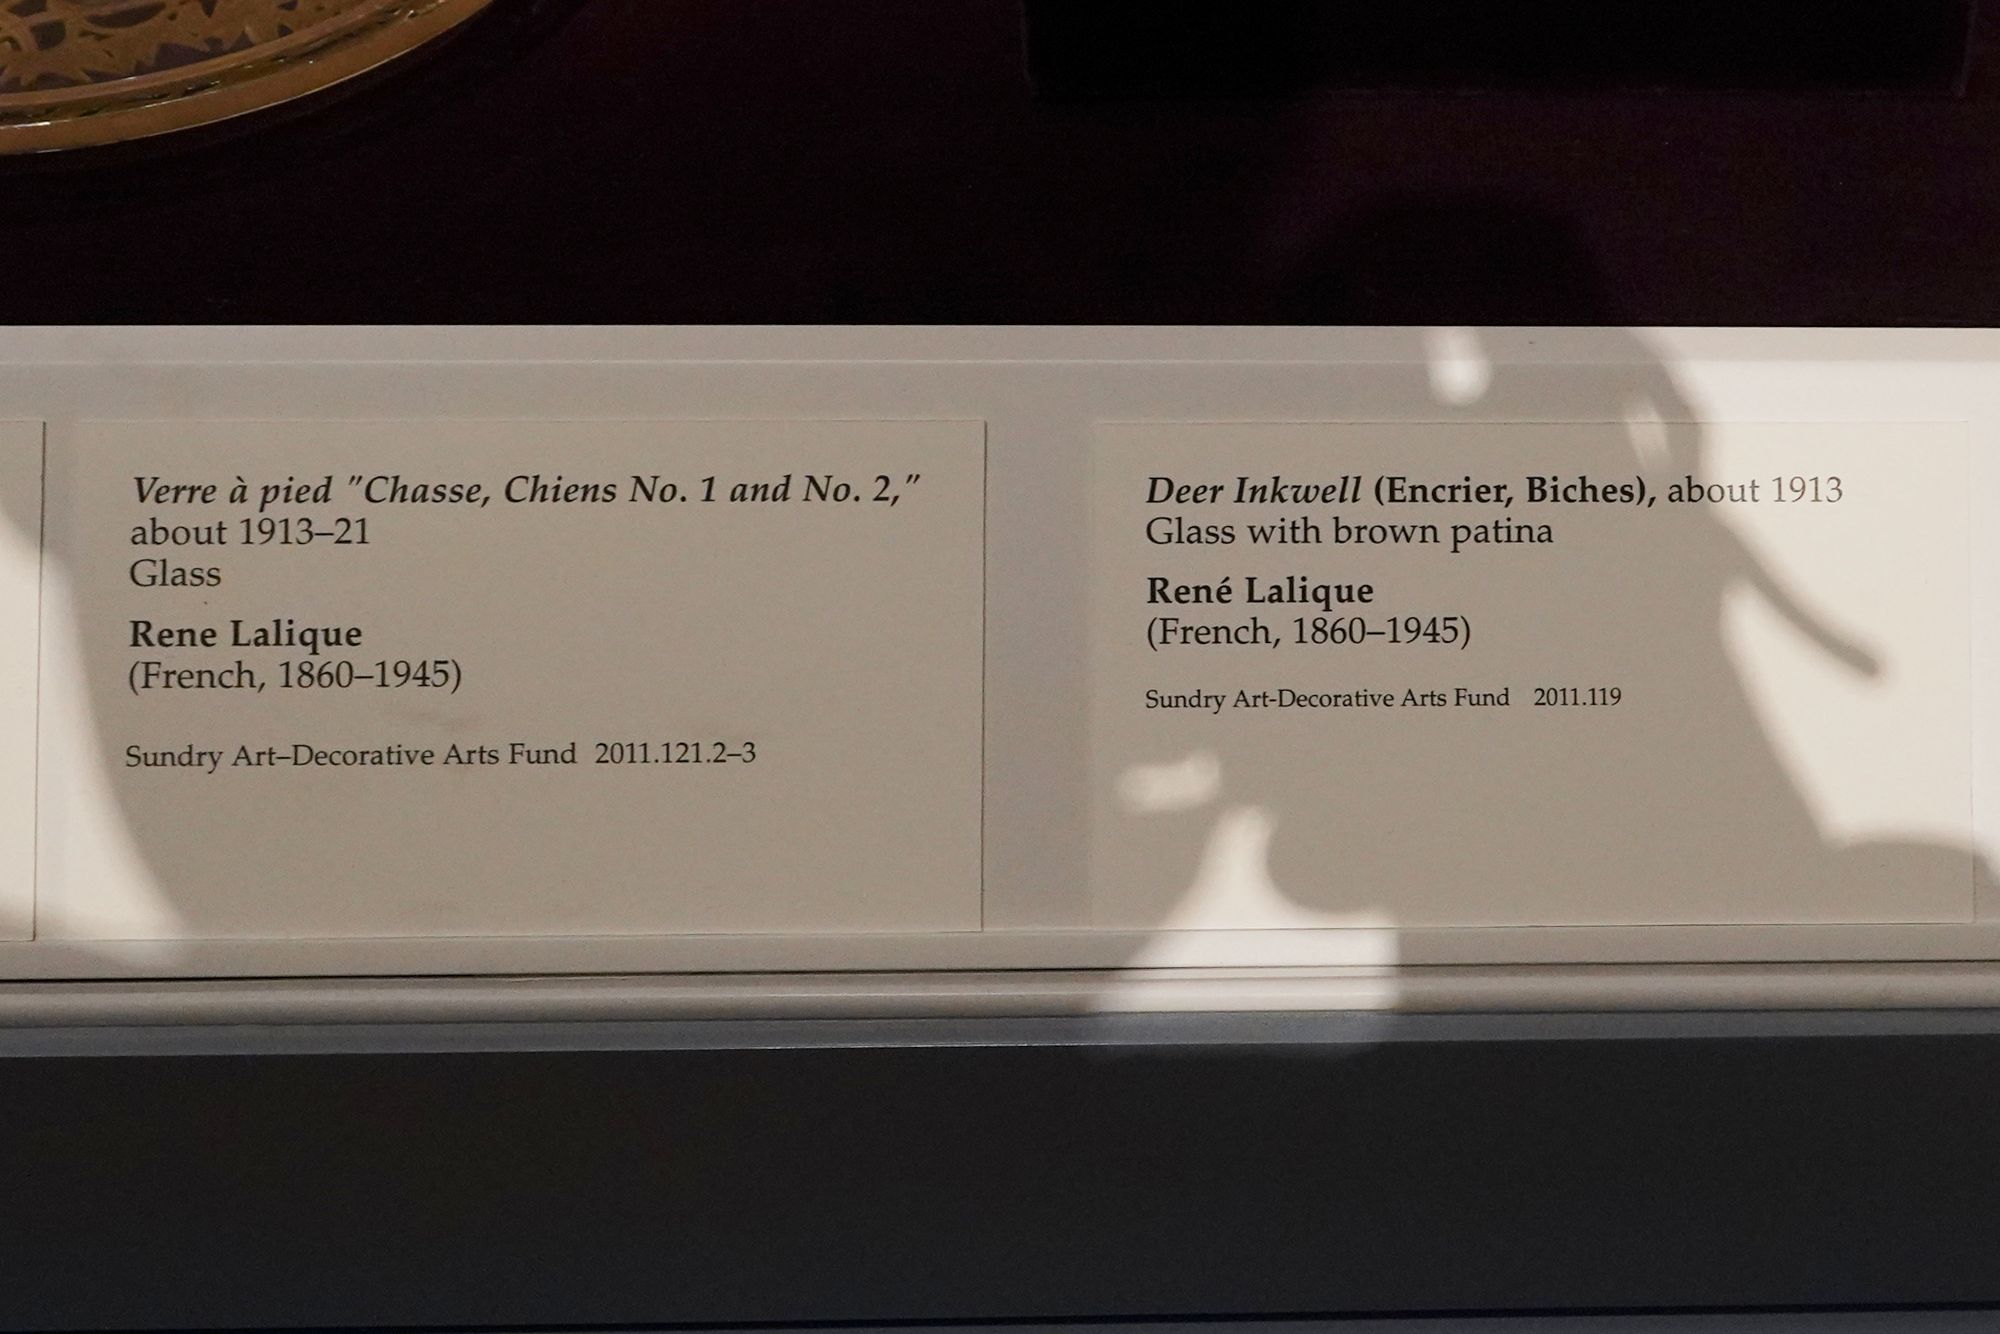 Verre à pied "Chasse, Chiens No. 1 and No. 2,"
about 1913–21
Glass
Rene Lalique
(French, 1860–1945)
Sundry Art–Decorative Arts Fund 2011.121.2–3
Deer Inkwell (Encrier, Biches), about 1913
Glass with brown patina
René Lalique
(French, 1860–1945)
Sundry Art-Decorative Arts Fund 2011.119